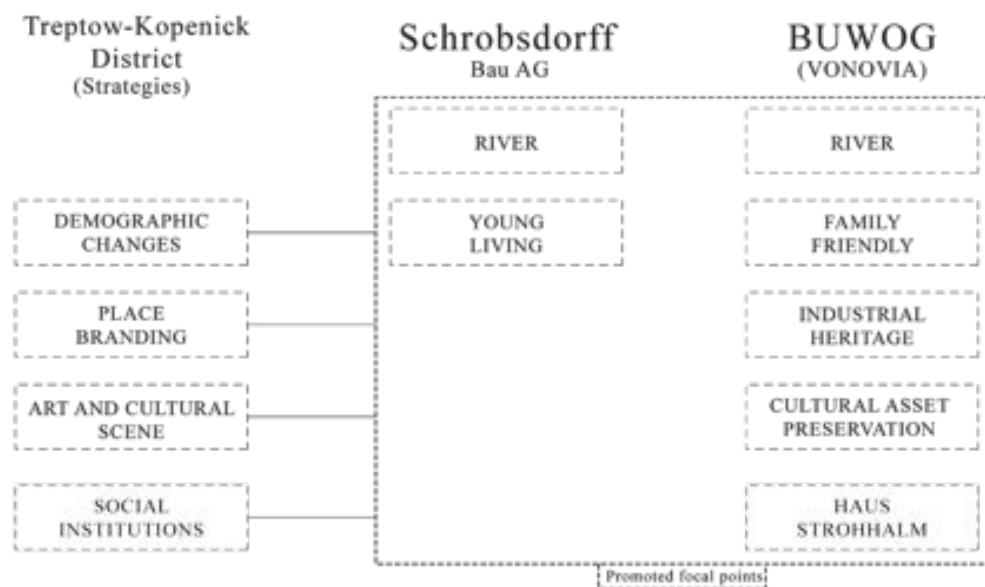 Treptow-Kopenick
District
(Strategies)
Schrobsdorff
Bau AG
BUWOG
(VONOVIA)
RIVER
RIVER
DEMOGRAPHIC
CHANGES
YOUNG
LIVING
FAMILY
FRIENDLY
PLACE
BRANDING
INDUSTRIAL
HERITAGE
ART AND CULTURAL
SCENE
CULTURAL ASSET
PRESERVATION
SOCIAL
INSTITUTIONS
HAUS
STROHHALM
Promoted focal points